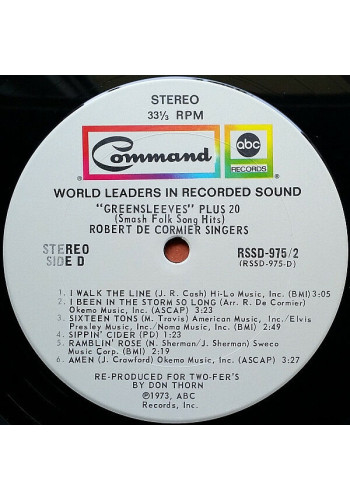 STEREO
33⅓ RPM
Command
abc
RECORDS
WORLD LEADERS IN RECORDED SOUND
"GREENSLEEVES" PLUS 20
(Smash Folk Song Hits)
ROBERT DE CORMIER SINGERS
STEREO
SIDE D
RSSD-975/2
(RSSD-975-D)
1 . I WALK THE LINE (J. R. Cash) Hi-Lo Music, Inc. (BMI) 3:05
2 . I BEEN IN THE STORM SO LONG (Arr. R. De Cormier)
Okemo Music, Inc. (ASCAP) 3:21
3 . SIXTEEN TONS (M. Travis) American Music, Inc./Elvis
Presley Music, Inc./Noma Music, Inc. (BMI) 2:49
4 . SIPPIN' CIDER (PD) 1:23
5 . RAMBLIN' ROSE (N. Sherman/J. Sherman) Sweco
Music Corp. (BMI) 2:19
6 . AMEN (J. Crawford) Okemo Music, Inc. (ASCAP) 3:27
RE-PRODUCED FOR TWO-FER'S
BY DON THORN
℗1973, ABC
Records, Inc.